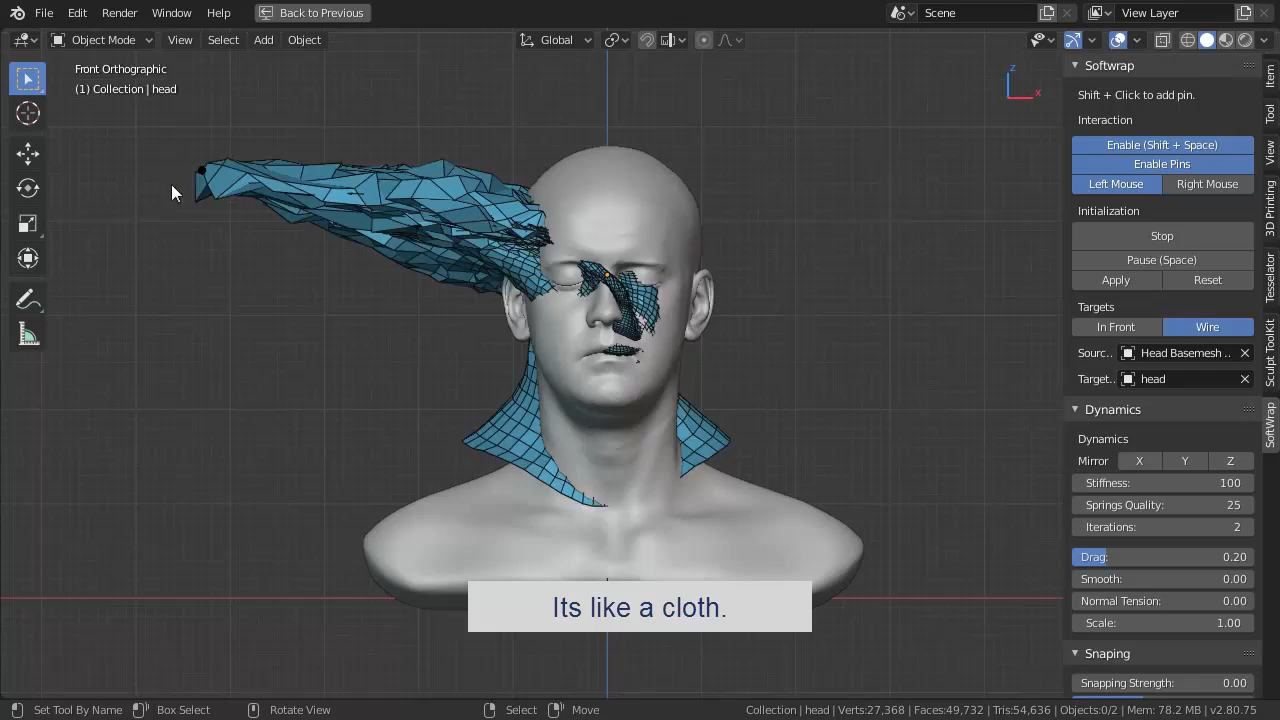 File Edit Render Window Help Back to Previous Scene View Layer
Object Mode View Select Add Object Global
Front Orthographic
(1) Collection | head
Z
X
Softwrap
Shift + Click to add pin.
Interaction
Enable (Shift + Space)
Enable Pins
Left Mouse Right Mouse
Initialization
Stop
Pause (Space)
Apply Reset
Targets
In Front Wire
Sourc.. Head Basemesh ..
Target.. head
Dynamics
Dynamics
Mirror X Y Z
Stiffness: 100
Springs Quality: 25
Iterations: 2
Drag: 0.20
Smooth: 0.00
Normal Tension: 0.00
Scale: 1.00
Snaping
Snapping Strength: 0.00
Item
Tool
View
3D Printing
Tesselator
Sculpt ToolKit
SoftWrap
Its like a cloth.
Set Tool By Name Box Select Rotate View Select Move Collection | head | Verts:27,368 | Faces:49,732 | Tris:54,636 | Objects:0/2 | Mem: 78.2 MB | v2.80.75